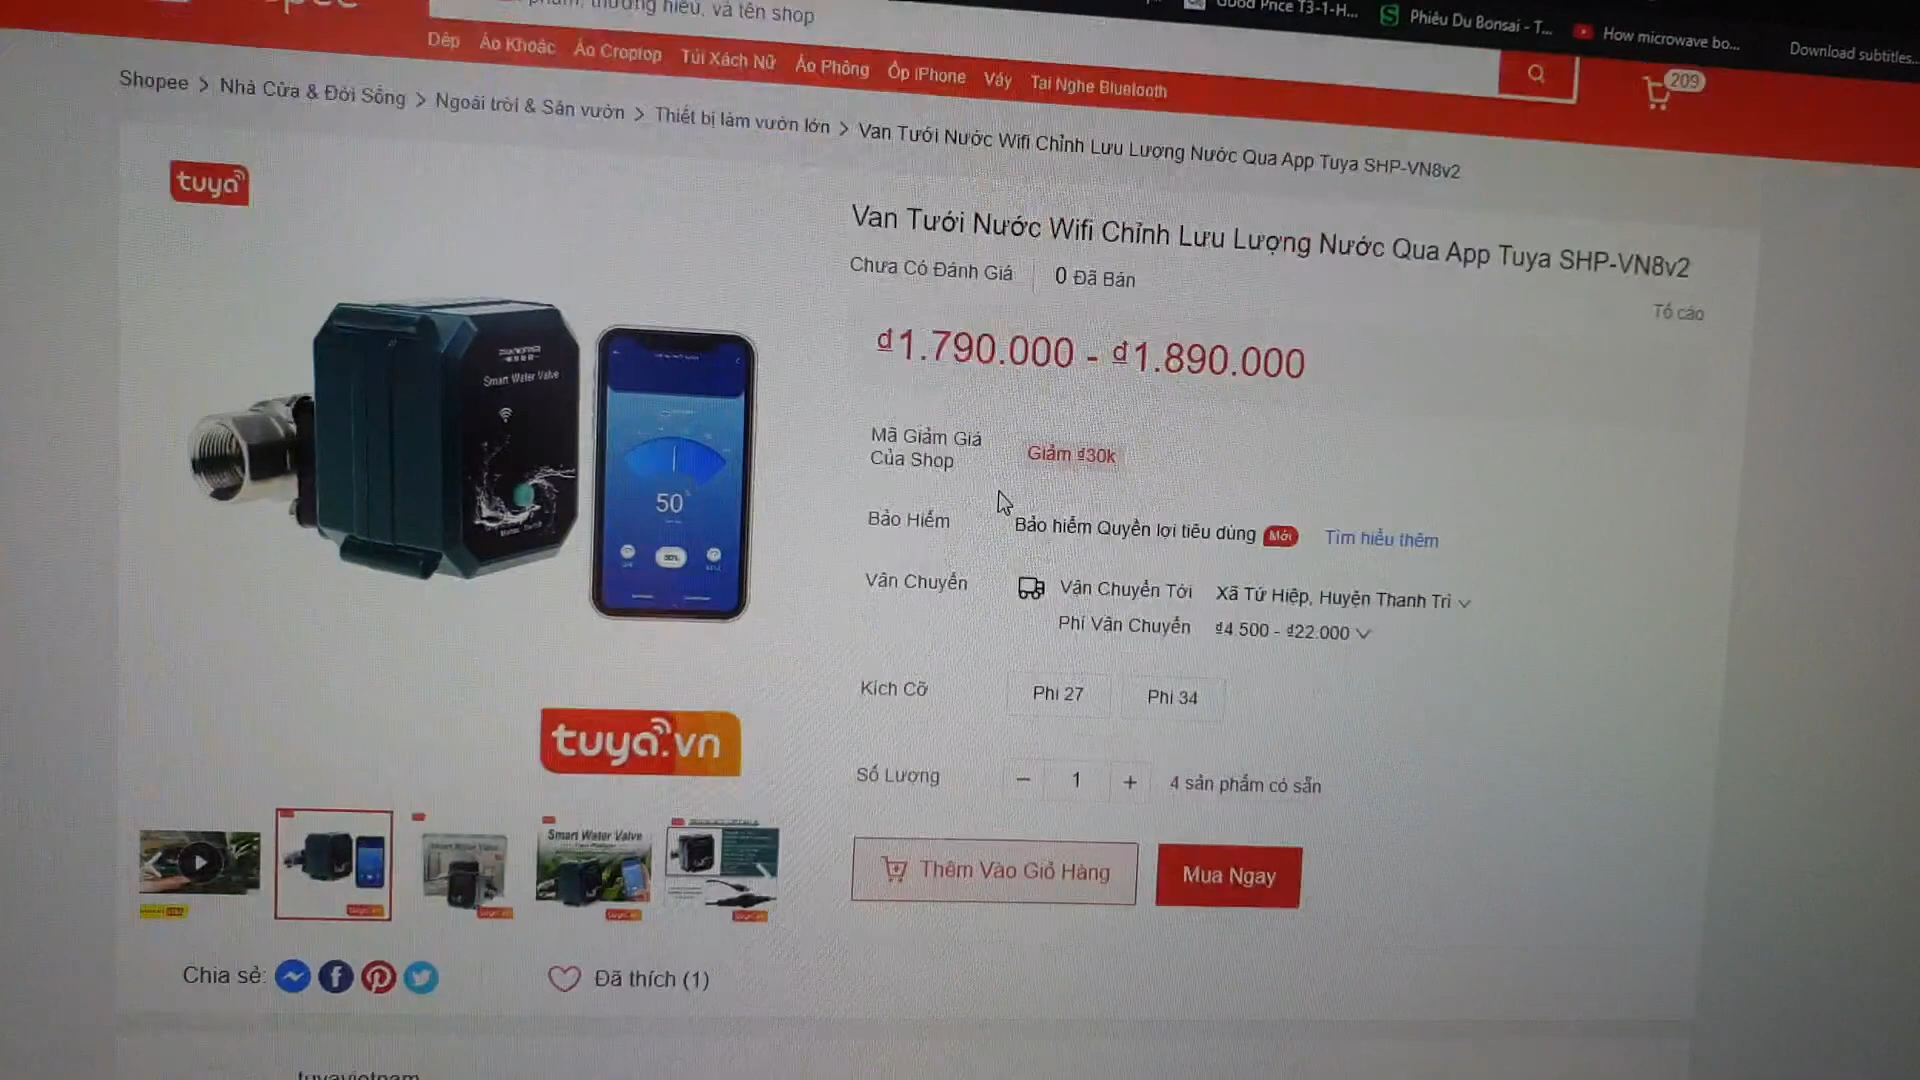 thương hiệu, và tên shop
Phiêu Du Bonsai - T...
How microwave bo...
Download subtitles...
Dép Áo Khoác Áo Croptop Túi Xách Nữ Áo Phông Ốp iPhone Váy Tai Nghe Bluetooth
209
Shopee > Nhà Cửa & Đời Sống > Ngoài trời & Sân vườn > Thiết bị làm vườn lớn > Van Tưới Nước Wifi Chỉnh Lưu Lượng Nước Qua App Tuya SHP-VN8v2
tuya
Van Tưới Nước Wifi Chỉnh Lưu Lượng Nước Qua App Tuya SHP-VN8v2
Chưa Có Đánh Giá
0 Đã Bán
Tố cáo
₫1.790.000 - ₫1.890.000
Smart Water Valve
50
50%
Mã Giảm Giá
Của Shop
Giảm ₫30k
Bảo Hiểm
Bảo hiểm Quyền lợi tiêu dùng Mới Tìm hiểu thêm
Vận Chuyển
Vận Chuyển Tới Xã Tứ Hiệp, Huyện Thanh Trì
Phí Vận Chuyển ₫4.500 - ₫22.000
Kích Cỡ
Phi 27
Phi 34
tuya.vn
Số Lượng
1
4 sản phẩm có sẵn
Smart Water Valve
Thêm Vào Giỏ Hàng
Mua Ngay
Chia sẻ:
Đã thích (1)
tuyavietnam